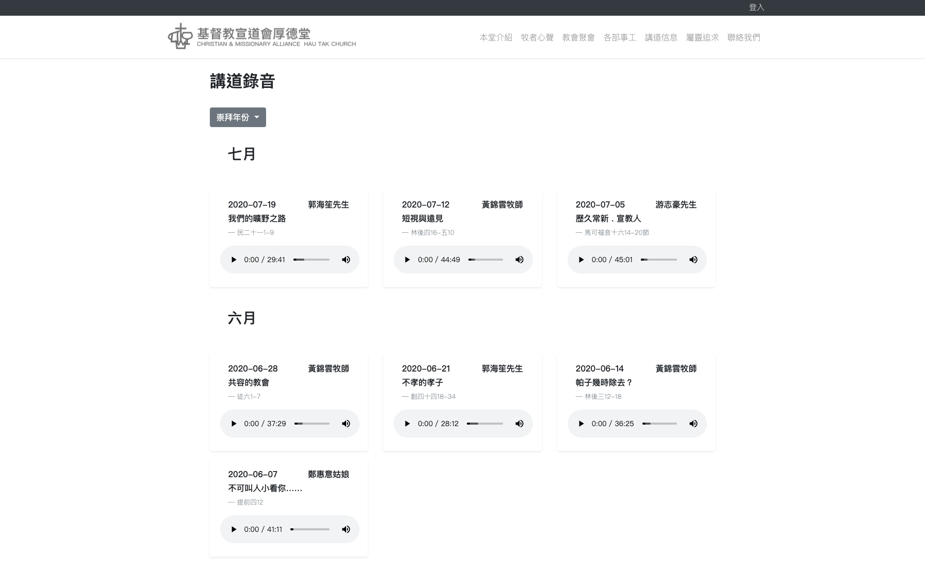 登入
基督教宣道會厚德堂
CHRISTIAN & MISSIONARY ALLIANCE HAU TAK CHURCH
本堂介紹 牧者心聲 教會聚會 各部事工 講道信息 屬靈追求 聯絡我們
講道錄音
崇拜年份
七月
2020-07-19 郭海笙先生
我們的曠野之路
— 民二十一1-9
0:00 / 29:41
2020-07-12 黃錦雲牧師
短視與遠見
— 林後四16-五10
0:00 / 44:49
2020-07-05 游志豪先生
歷久常新．宣教人
— 馬可福音十六14-20節
0:00 / 45:01
六月
2020-06-28 黃錦雲牧師
共容的教會
— 徒六1-7
0:00 / 37:29
2020-06-21 郭海笙先生
不孝的孝子
— 創四十四18-34
0:00 / 28:12
2020-06-14 黃錦雲牧師
帕子幾時除去？
— 林後三12-18
0:00 / 36:25
2020-06-07 鄭惠意姑娘
不可叫人小看你……
— 提前四12
0:00 / 41:11